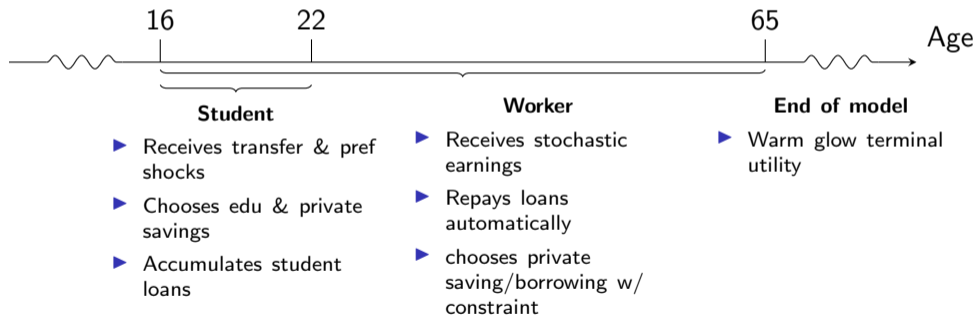 16
22
65
Age
Student
Receives transfer & pref
shocks
Chooses edu & private
savings
Accumulates student
loans
Worker
Receives stochastic
earnings
Repays loans
automatically
chooses private
saving/borrowing w/
constraint
End of model
Warm glow terminal
utility